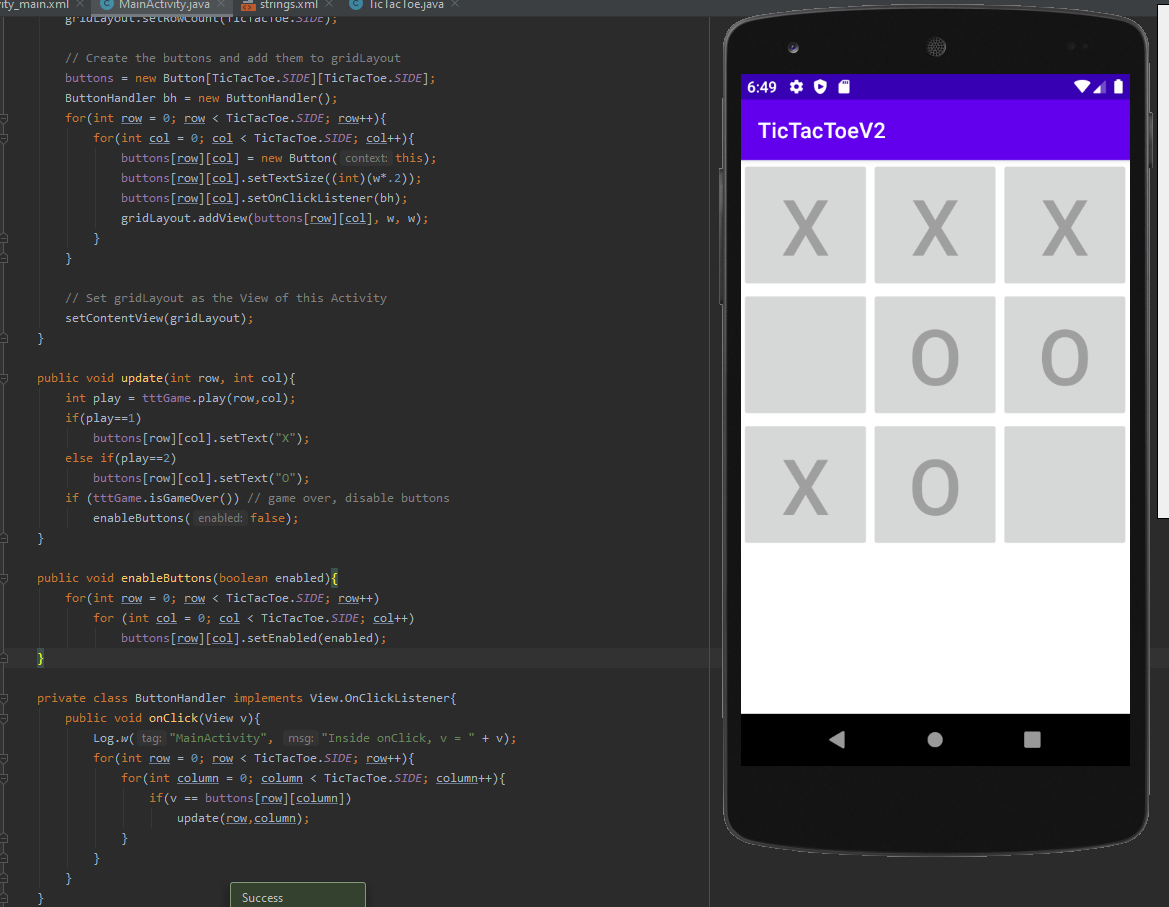 vity_main.xml × MainActivity.java × strings.xml × TicTacToe.java ×
gridLayout.setRowCount(TicTacToe.SIDE);
// Create the buttons and add them to gridLayout
buttons = new Button[TicTacToe.SIDE][TicTacToe.SIDE];
ButtonHandler bh = new ButtonHandler();
for(int row = 0; row < TicTacToe.SIDE; row++){
for(int col = 0; col < TicTacToe.SIDE; col++){
buttons[row][col] = new Button( context: this);
buttons[row][col].setTextSize((int)(w*.2));
buttons[row][col].setOnClickListener(bh);
gridLayout.addView(buttons[row][col], w, w);
}
}
// Set gridLayout as the View of this Activity
setContentView(gridLayout);
}
public void update(int row, int col){
int play = tttGame.play(row,col);
if(play==1)
buttons[row][col].setText("X");
else if(play==2)
buttons[row][col].setText("O");
if (tttGame.isGameOver()) // game over, disable buttons
enableButtons( enabled: false);
}
public void enableButtons(boolean enabled){
for(int row = 0; row < TicTacToe.SIDE; row++)
for (int col = 0; col < TicTacToe.SIDE; col++)
buttons[row][col].setEnabled(enabled);
}
private class ButtonHandler implements View.OnClickListener{
public void onClick(View v){
Log.w( tag: "MainActivity", msg: "Inside onClick, v = " + v);
for(int row = 0; row < TicTacToe.SIDE; row++){
for(int column = 0; column < TicTacToe.SIDE; column++){
if(v == buttons[row][column])
update(row,column);
}
}
}
}
Success
6:49
TicTacToeV2
X X X
O O
X O